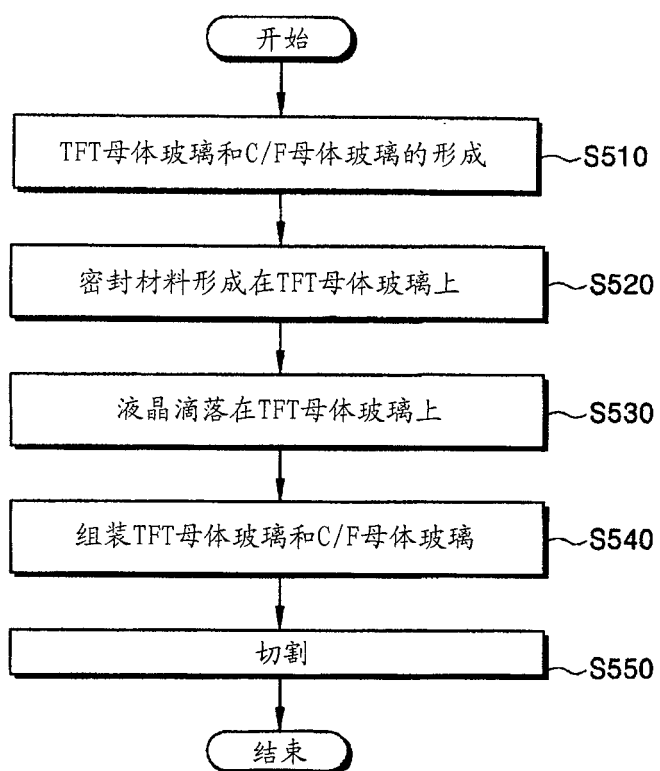 开始
TFT母体玻璃和C/F母体玻璃的形成
S510
密封材料形成在TFT母体玻璃上
S520
液晶滴落在TFT母体玻璃上
S530
组装TFT母体玻璃和C/F母体玻璃
S540
切割
S550
结束